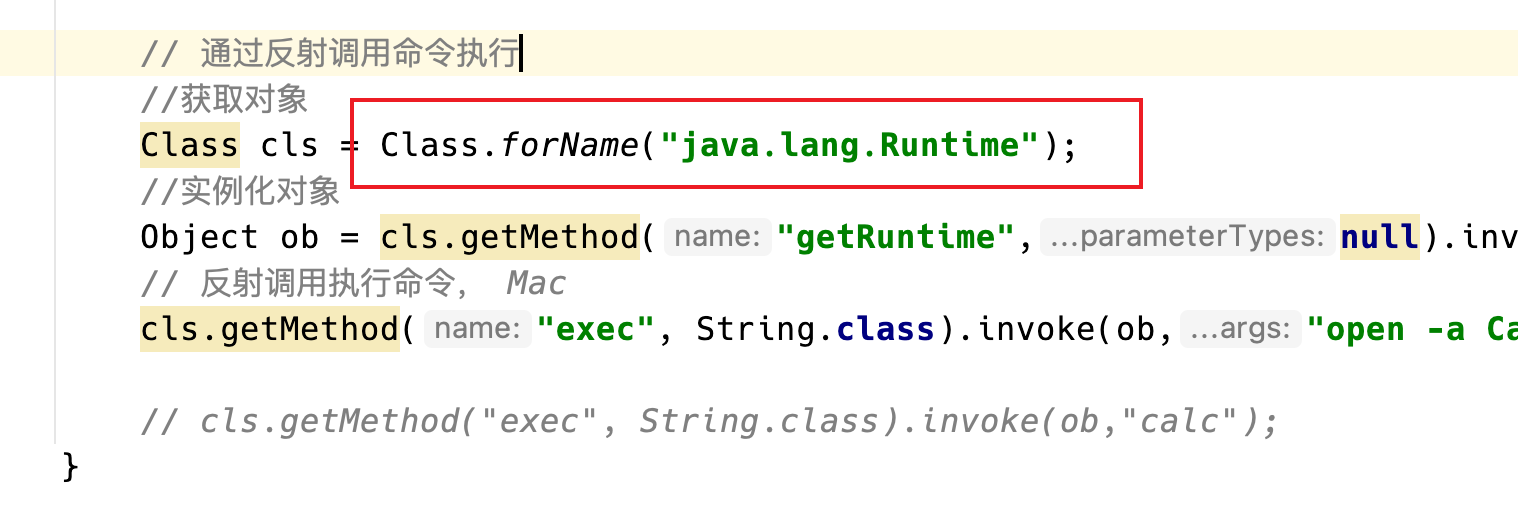 // 通过反射调用命令执行
//获取对象
Class cls = Class.forName("java.lang.Runtime");
//实例化对象
Object ob = cls.getMethod( name: "getRuntime", ...parameterTypes: null).inv
// 反射调用执行命令， Mac
cls.getMethod( name: "exec", String.class).invoke(ob, ...args: "open -a Ca
// cls.getMethod("exec", String.class).invoke(ob,"calc");
}